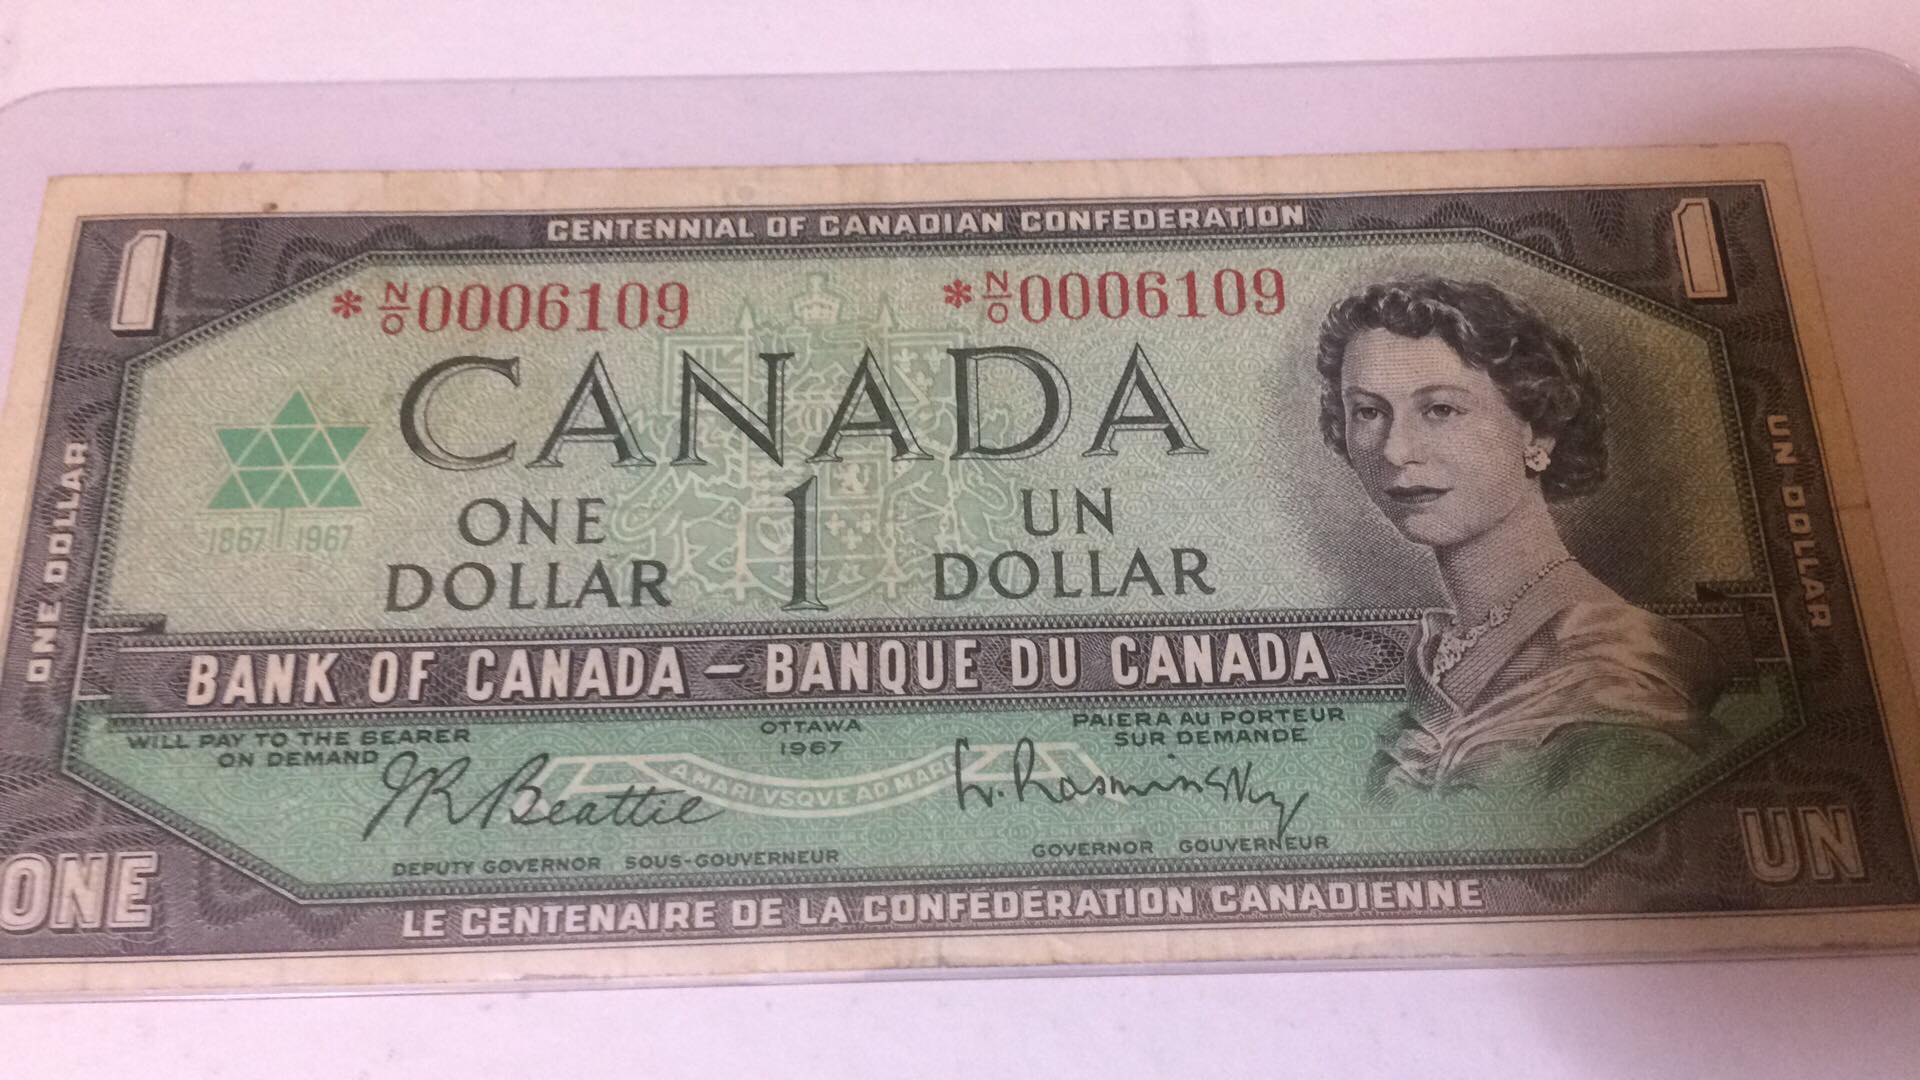 1 CENTENNIAL OF CANADIAN CONFEDERATION 1
*N/O0006109 *N/O0006109
CANADA
1867 1967
ONE DOLLAR 1 UN DOLLAR
ONE DOLLAR
UN DOLLAR
BANK OF CANADA – BANQUE DU CANADA
WILL PAY TO THE BEARER
ON DEMAND
OTTAWA
1967
PAIERA AU PORTEUR
SUR DEMANDE
JRBeattie
A MARI VSQVE AD MARE
L. Rasminsky
DEPUTY GOVERNOR SOUS-GOUVERNEUR
GOVERNOR GOUVERNEUR
ONE
UN
LE CENTENAIRE DE LA CONFÉDÉRATION CANADIENNE